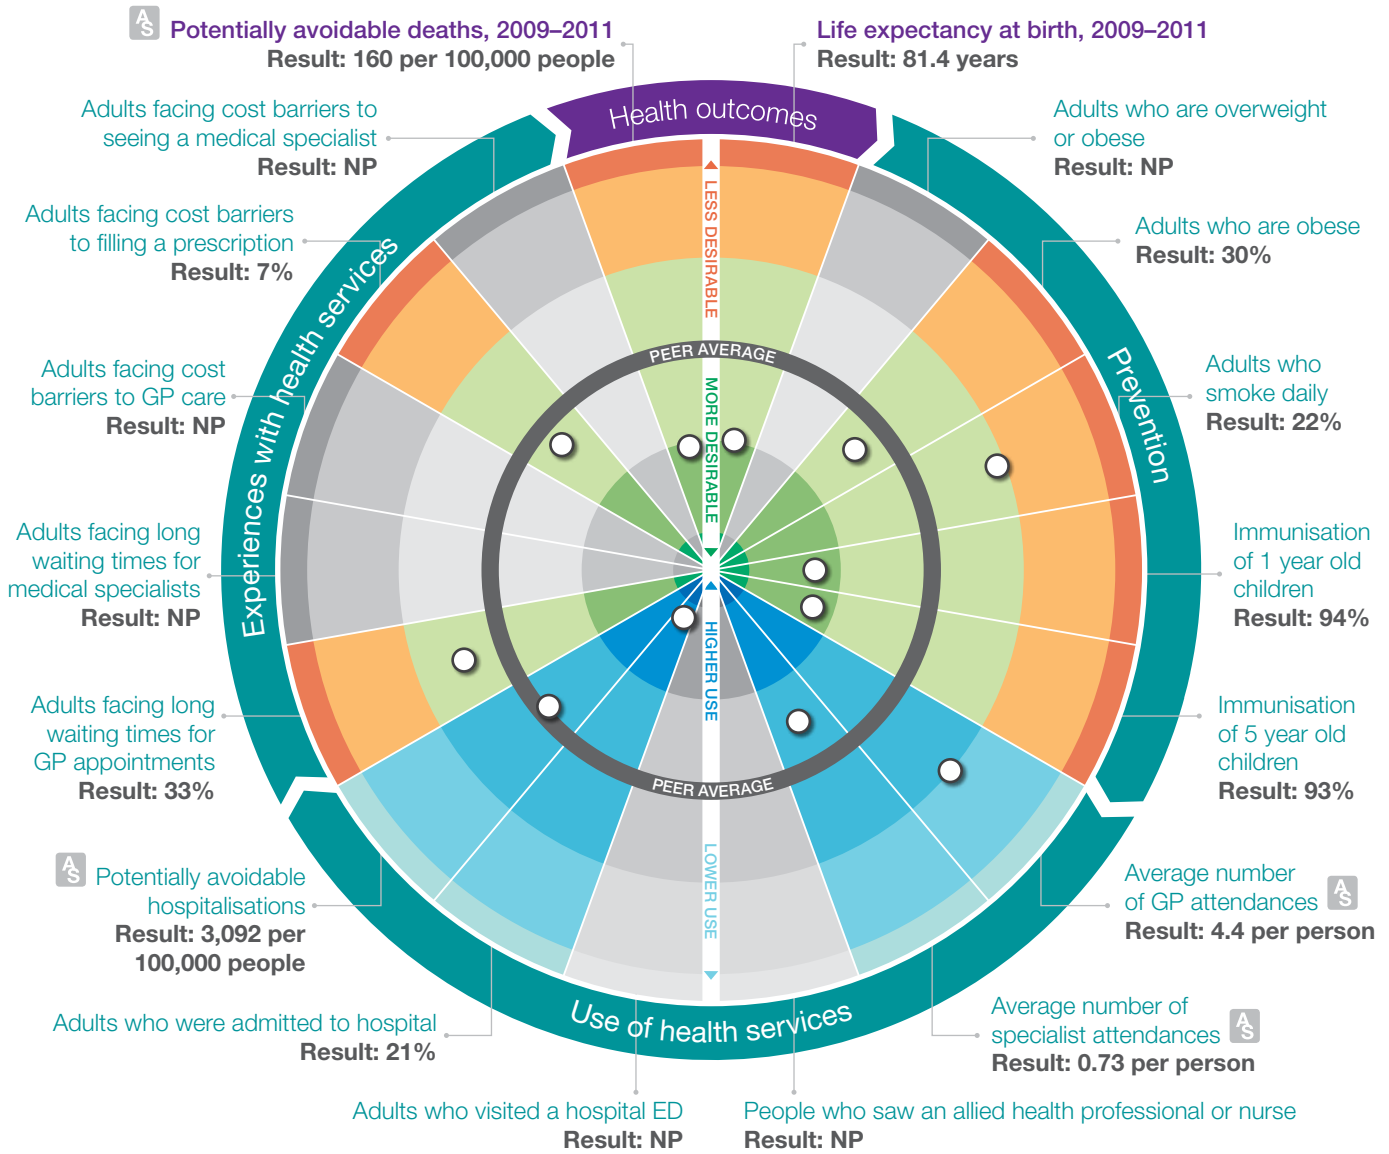 AS Potentially avoidable deaths, 2009–2011
Result: 160 per 100,000 people
Life expectancy at birth, 2009–2011
Result: 81.4 years
Adults facing cost barriers to
seeing a medical specialist
Result: NP
Adults facing cost barriers
to filling a prescription
Result: 7%
Adults facing cost
barriers to GP care
Result: NP
Adults facing long
waiting times for
medical specialists
Result: NP
Adults facing long
waiting times for
GP appointments
Result: 33%
AS Potentially avoidable
hospitalisations
Result: 3,092 per
100,000 people
Adults who were admitted to hospital
Result: 21%
Adults who visited a hospital ED
Result: NP
People who saw an allied health professional or nurse
Result: NP
Average number of
specialist attendances AS
Result: 0.73 per person
Average number
of GP attendances AS
Result: 4.4 per person
Immunisation
of 5 year old
children
Result: 93%
Immunisation
of 1 year old
children
Result: 94%
Adults who
smoke daily
Result: 22%
Adults who are obese
Result: 30%
Adults who are overweight
or obese
Result: NP
Health outcomes
Prevention
Use of health services
Experiences with health services
LESS DESIRABLE
PEER AVERAGE
MORE DESIRABLE
HIGHER USE
PEER AVERAGE
LOWER USE